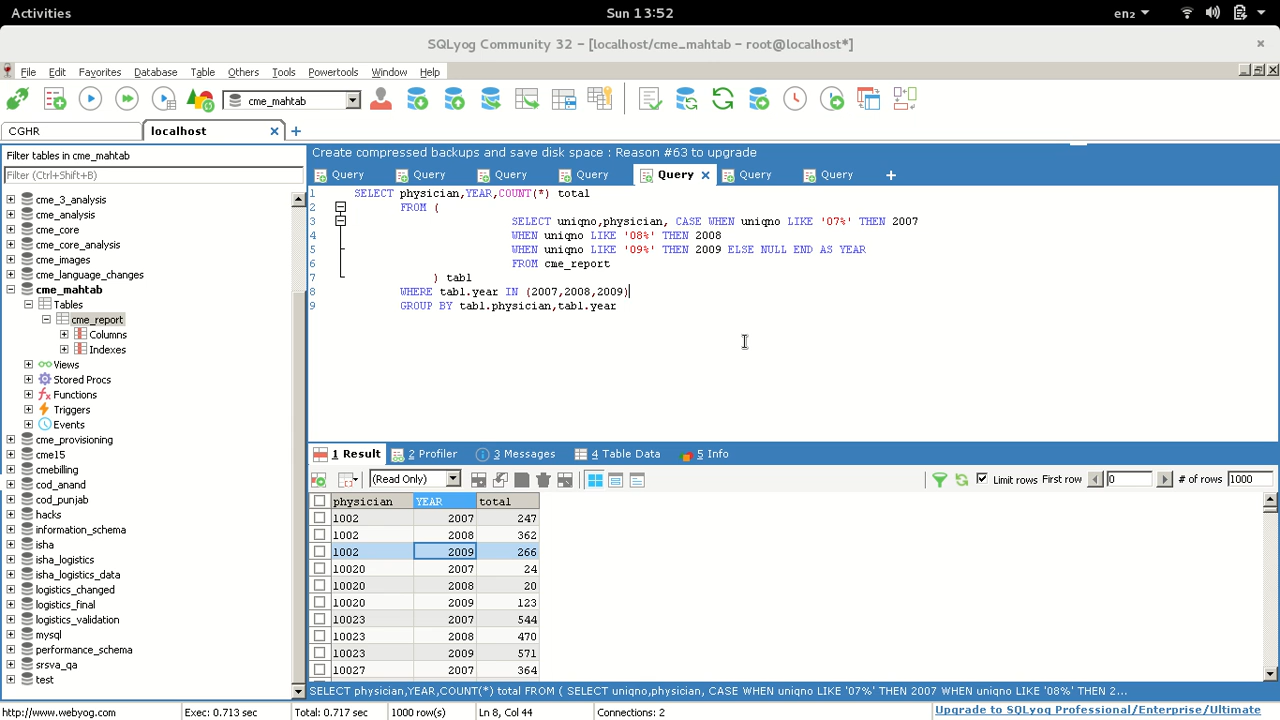 Activities
Sun 13:52
en2
SQLyog Community 32 - [localhost/cme_mahtab - root@localhost*]
File Edit Favorites Database Table Others Tools Powertools Window Help
cme_mahtab
CGHR
localhost
Create compressed backups and save disk space : Reason #63 to upgrade
Filter tables in cme_mahtab
Filter (Ctrl+Shift+B)
Query Query Query Query Query Query Query
cme_3_analysis
cme_analysis
cme_core
cme_core_analysis
cme_images
cme_language_changes
cme_mahtab
Tables
cme_report
Columns
Indexes
Views
Stored Procs
Functions
Triggers
Events
cme_provisioning
cme15
cmebilling
cod_anand
cod_punjab
hacks
information_schema
isha
isha_logistics
isha_logistics_data
logistics_changed
logistics_final
logistics_validation
mysql
performance_schema
srsva_qa
test
1 SELECT physician,YEAR,COUNT(*) total
2 FROM (
3 SELECT uniqno,physician, CASE WHEN uniqno LIKE '07%' THEN 2007
4 WHEN uniqno LIKE '08%' THEN 2008
5 WHEN uniqno LIKE '09%' THEN 2009 ELSE NULL END AS YEAR
6 FROM cme_report
7 ) tabl
8 WHERE tabl.year IN (2007,2008,2009)
9 GROUP BY tabl.physician,tabl.year
1 Result 2 Profiler 3 Messages 4 Table Data 5 Info
(Read Only) Limit rows First row 0 # of rows 1000
physician YEAR total
1002 2007 247
1002 2008 362
1002 2009 266
10020 2007 24
10020 2008 20
10020 2009 123
10023 2007 544
10023 2008 470
10023 2009 571
10027 2007 364
SELECT physician,YEAR,COUNT(*) total FROM ( SELECT uniqno,physician, CASE WHEN uniqno LIKE '07%' THEN 2007 WHEN uniqno LIKE '08%' THEN 2...
http://www.webyog.com Exec: 0.713 sec Total: 0.717 sec 1000 row(s) Ln 8, Col 44 Connections: 2 Upgrade to SQLyog Professional/Enterprise/Ultimate